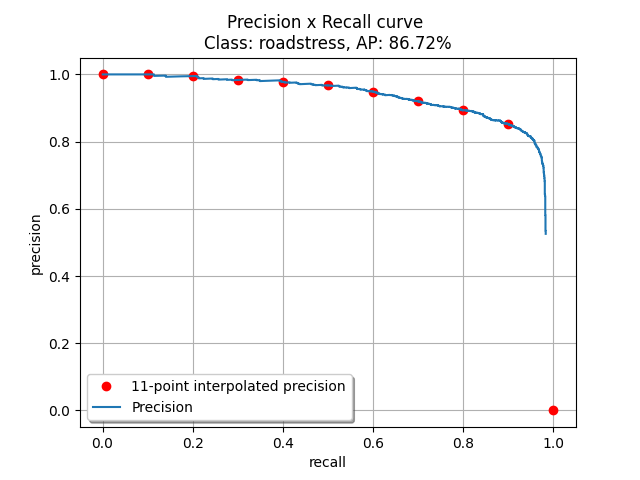 Precision x Recall curve
Class: roadstress, AP: 86.72%
precision
1.0
0.8
0.6
0.4
0.2
0.0
11-point interpolated precision
Precision
0.0 0.2 0.4 0.6 0.8 1.0
recall